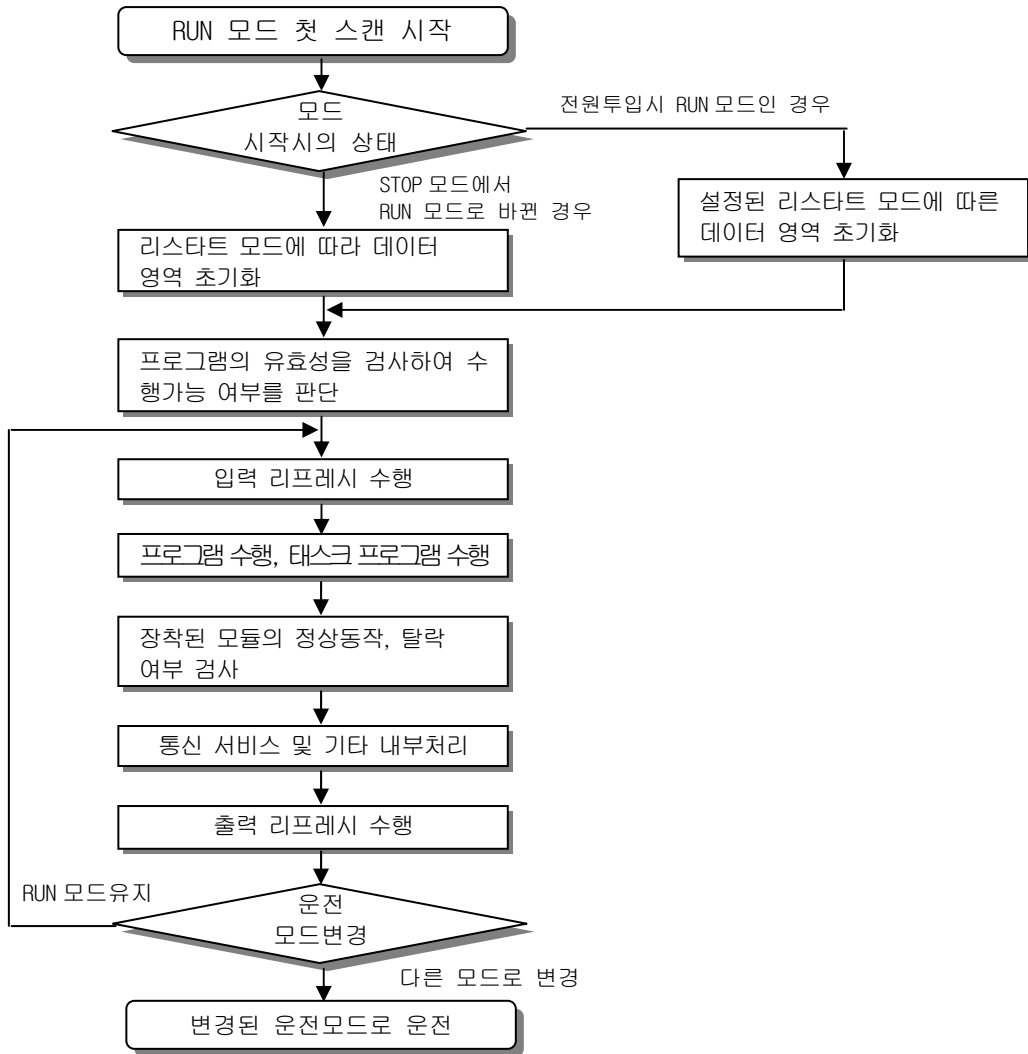 RUN 모드 첫 스캔 시작
모드
시작시의 상태
전원투입시 RUN 모드인 경우
STOP 모드에서
RUN 모드로 바뀐 경우
설정된 리스타트 모드에 따른
데이터 영역 초기화
리스타트 모드에 따라 데이터
영역 초기화
프로그램의 유효성을 검사하여 수
행가능 여부를 판단
입력 리프레시 수행
프로그램 수행, 태스크 프로그램 수행
장착된 모듈의 정상동작, 탈락
여부 검사
통신 서비스 및 기타 내부처리
출력 리프레시 수행
RUN 모드유지
운전
모드변경
다른 모드로 변경
변경된 운전모드로 운전